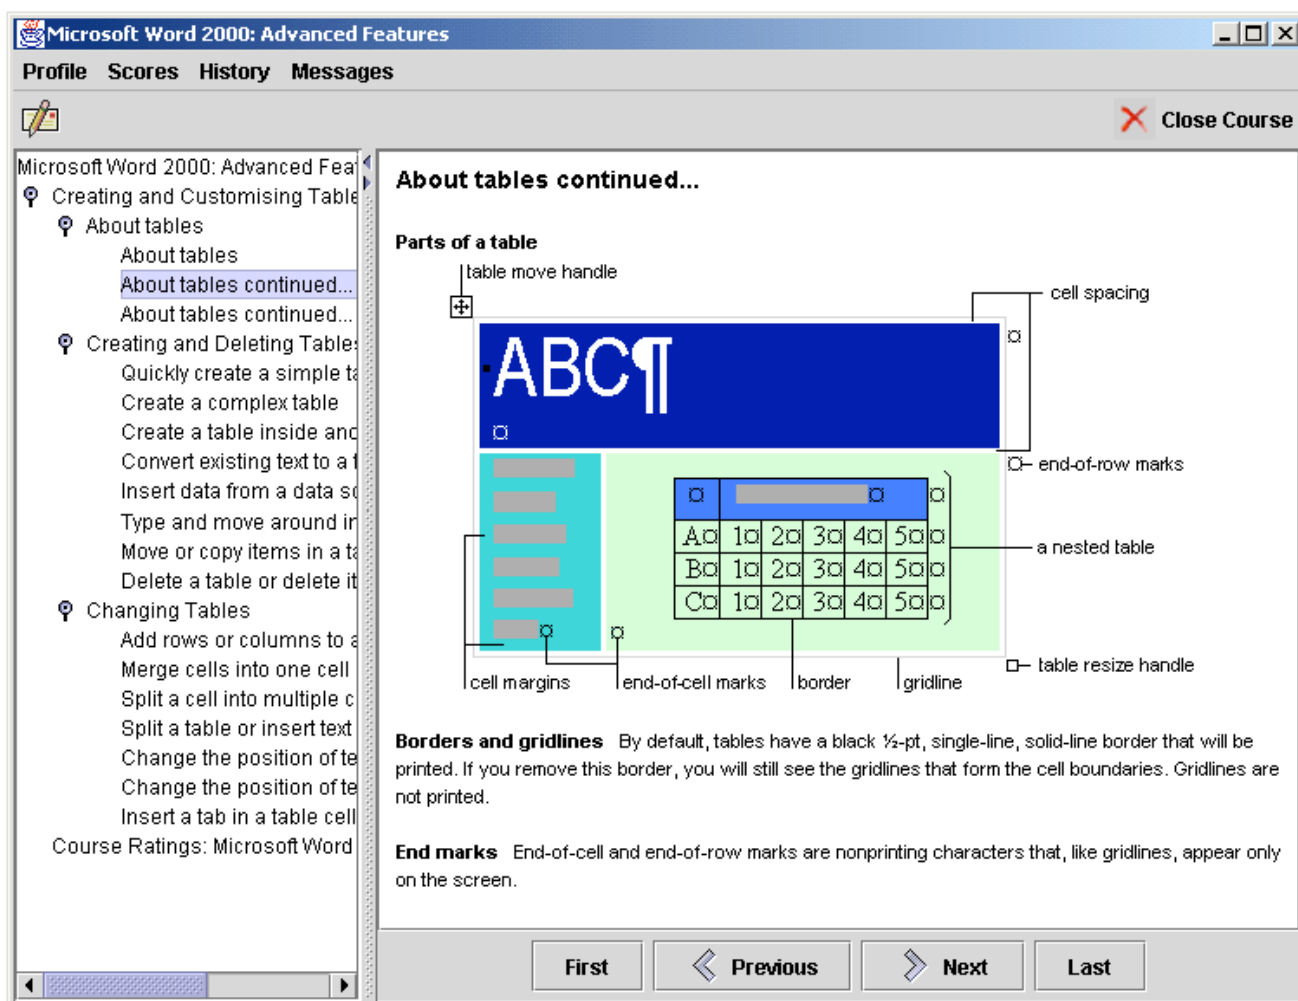 Microsoft Word 2000: Advanced Features
Profile Scores History Messages
Close Course
Microsoft Word 2000: Advanced Fea
Creating and Customising Table
About tables
About tables
About tables continued...
About tables continued...
Creating and Deleting Table
Quickly create a simple ta
Create a complex table
Create a table inside ano
Convert existing text to a t
Insert data from a data so
Type and move around in
Move or copy items in a ta
Delete a table or delete it
Changing Tables
Add rows or columns to a
Merge cells into one cell
Split a cell into multiple c
Split a table or insert text
Change the position of te
Change the position of te
Insert a tab in a table cell
Course Ratings: Microsoft Word
About tables continued...
Parts of a table
table move handle
cell spacing
¤
ABC¶
¤
end-of-row marks
¤ ¤ ¤
A¤ 1¤ 2¤ 3¤ 4¤ 5¤ ¤
a nested table
B¤ 1¤ 2¤ 3¤ 4¤ 5¤ ¤
C¤ 1¤ 2¤ 3¤ 4¤ 5¤ ¤
¤ ¤
table resize handle
cell margins end-of-cell marks border gridline
Borders and gridlines By default, tables have a black ½-pt, single-line, solid-line border that will be
printed. If you remove this border, you will still see the gridlines that form the cell boundaries. Gridlines are
not printed.
End marks End-of-cell and end-of-row marks are nonprinting characters that, like gridlines, appear only
on the screen.
First Previous Next Last